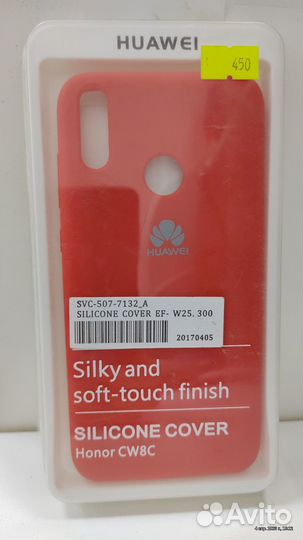 HUAWEI
450
HUAWEI
SVC-507-7132_A
SILICONE COVER EF- W25. 300
20170405
Silky and
soft-touch finish
SILICONE COVER
Honor CW8C
Avito